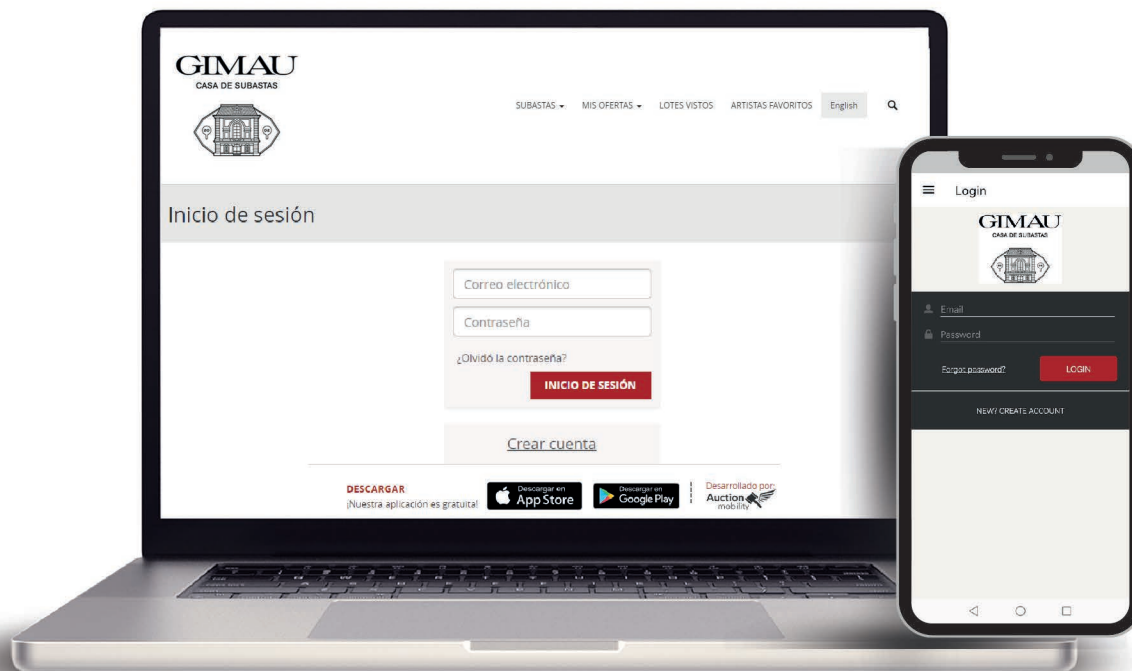 GIMAU
CASA DE SUBASTAS
SUBASTAS MIS OFERTAS LOTES VISTOS ARTISTAS FAVORITOS English
Inicio de sesión
Correo electrónico
Contraseña
¿Olvidó la contraseña?
INICIO DE SESIÓN
Crear cuenta
DESCARGAR
¡Nuestra aplicación es gratuita!
Descargar en
App Store
Descargar en
Google Play
Desarrollado por:
Auction
mobility
Login
GIMAU
CASA DE SUBASTAS
Email
Password
Forgot password?
LOGIN
NEW? CREATE ACCOUNT